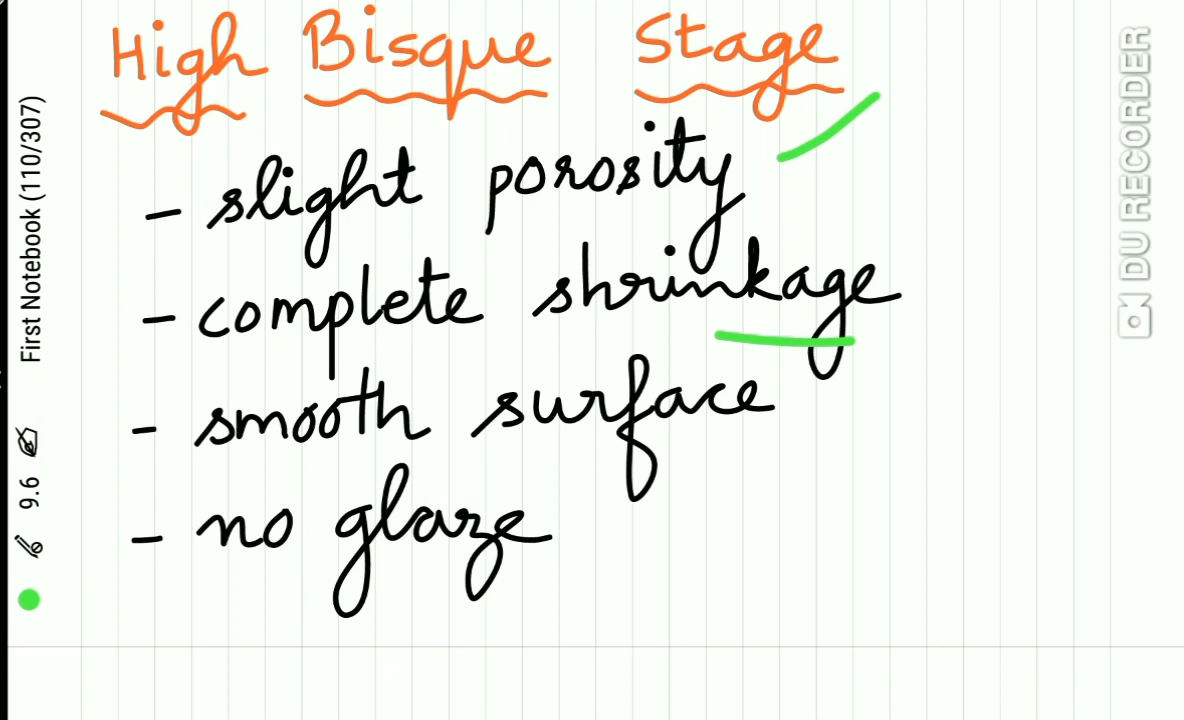 High Bisque Stage
- slight porosity
- complete shrinkage
- smooth surface
- no glaze
First Notebook (110/307)
9.6
DU RECORDER